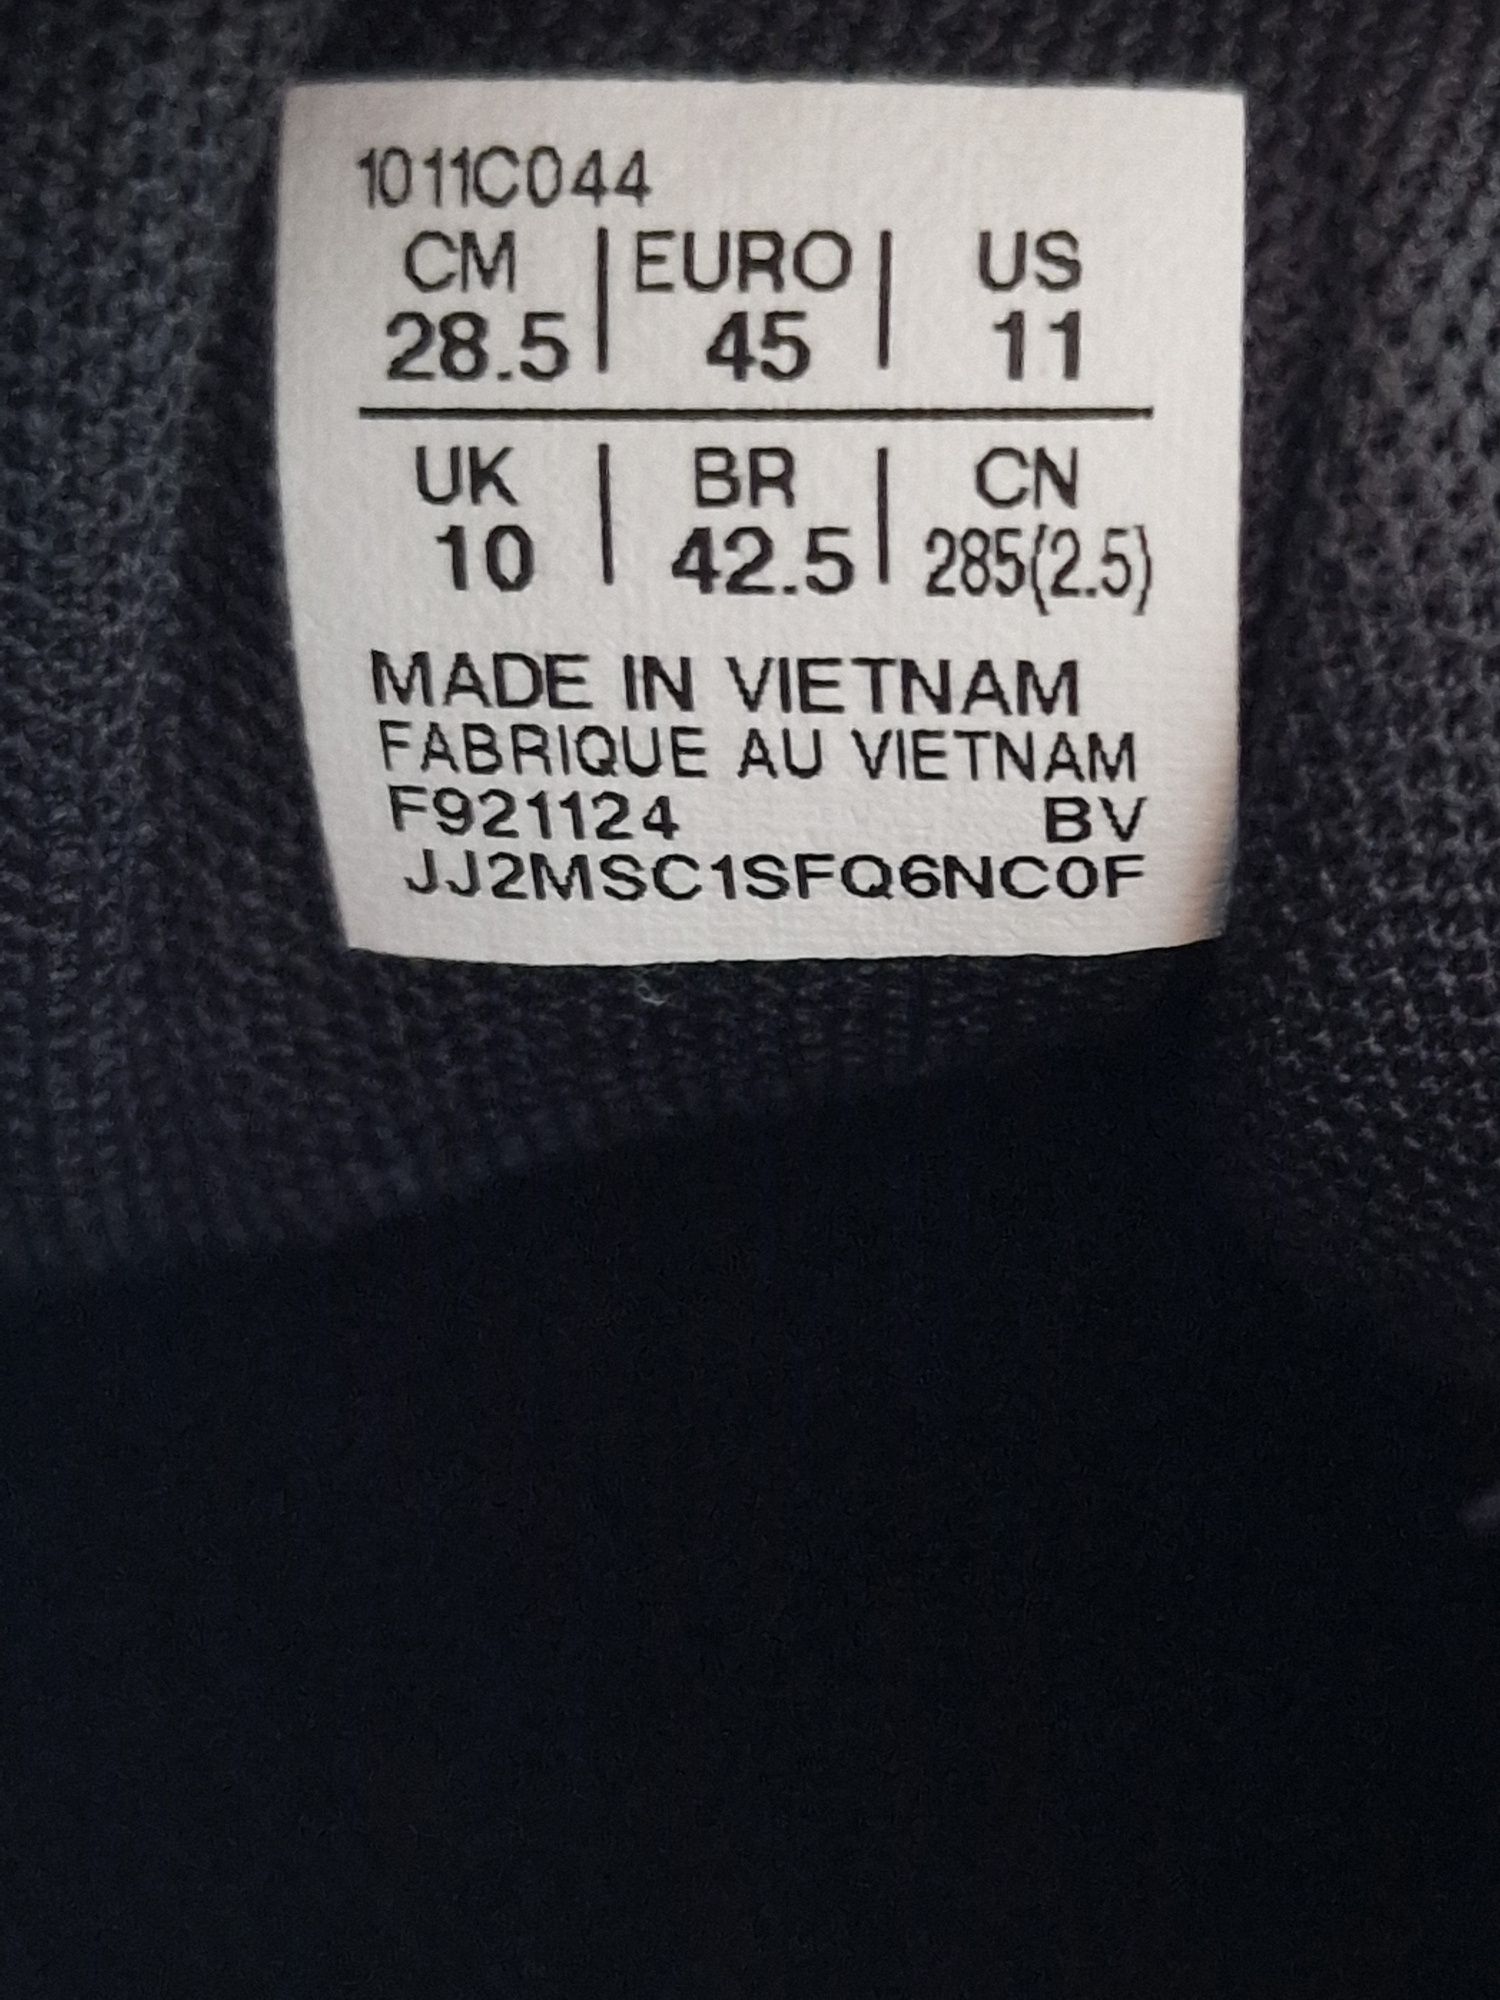 1011C044
CM | EURO | US
28.5 | 45 | 11
UK | BR | CN
10 | 42.5 | 285(2.5)
MADE IN VIETNAM
FABRIQUE AU VIETNAM
F921124 BV
JJ2MSC1SFQ6NC0F